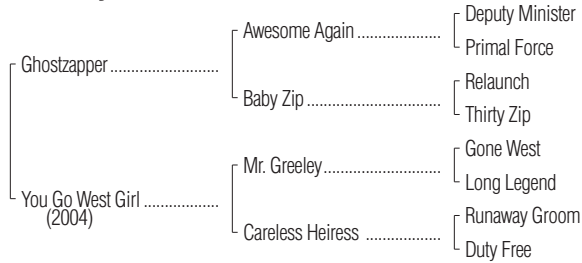 Deputy Minister
Awesome Again ..................
Primal Force
Ghostzapper .......................
Relaunch
Baby Zip ............................
Thirty Zip
Gone West
Mr. Greeley.........................
Long Legend
You Go West Girl ................
(2004)
Runaway Groom
Careless Heiress ................
Duty Free